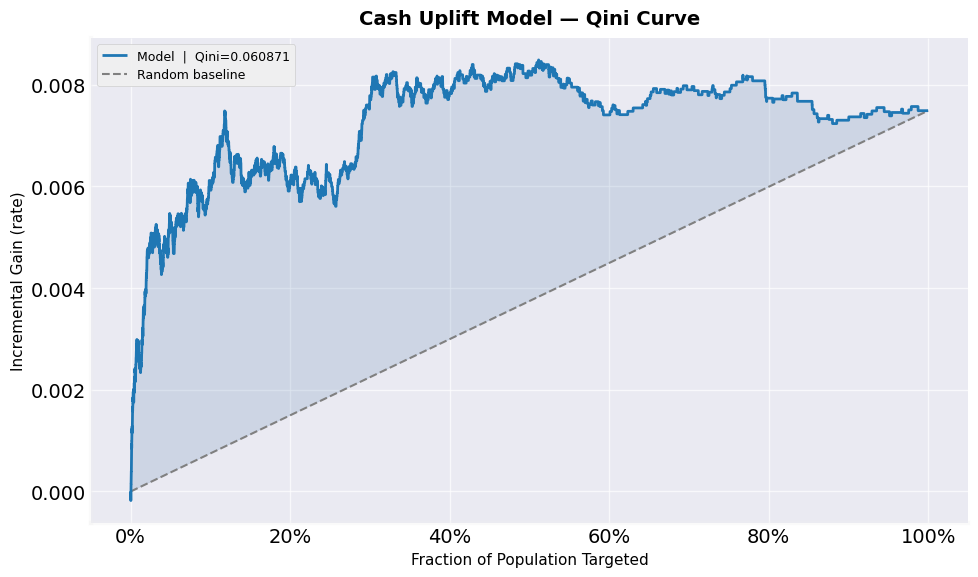 Cash Uplift Model — Qini Curve
Model  |  Qini=0.060871
Random baseline
Incremental Gain (rate)
0.008
0.006
0.004
0.002
0.000
0%
20%
40%
60%
80%
100%
Fraction of Population Targeted